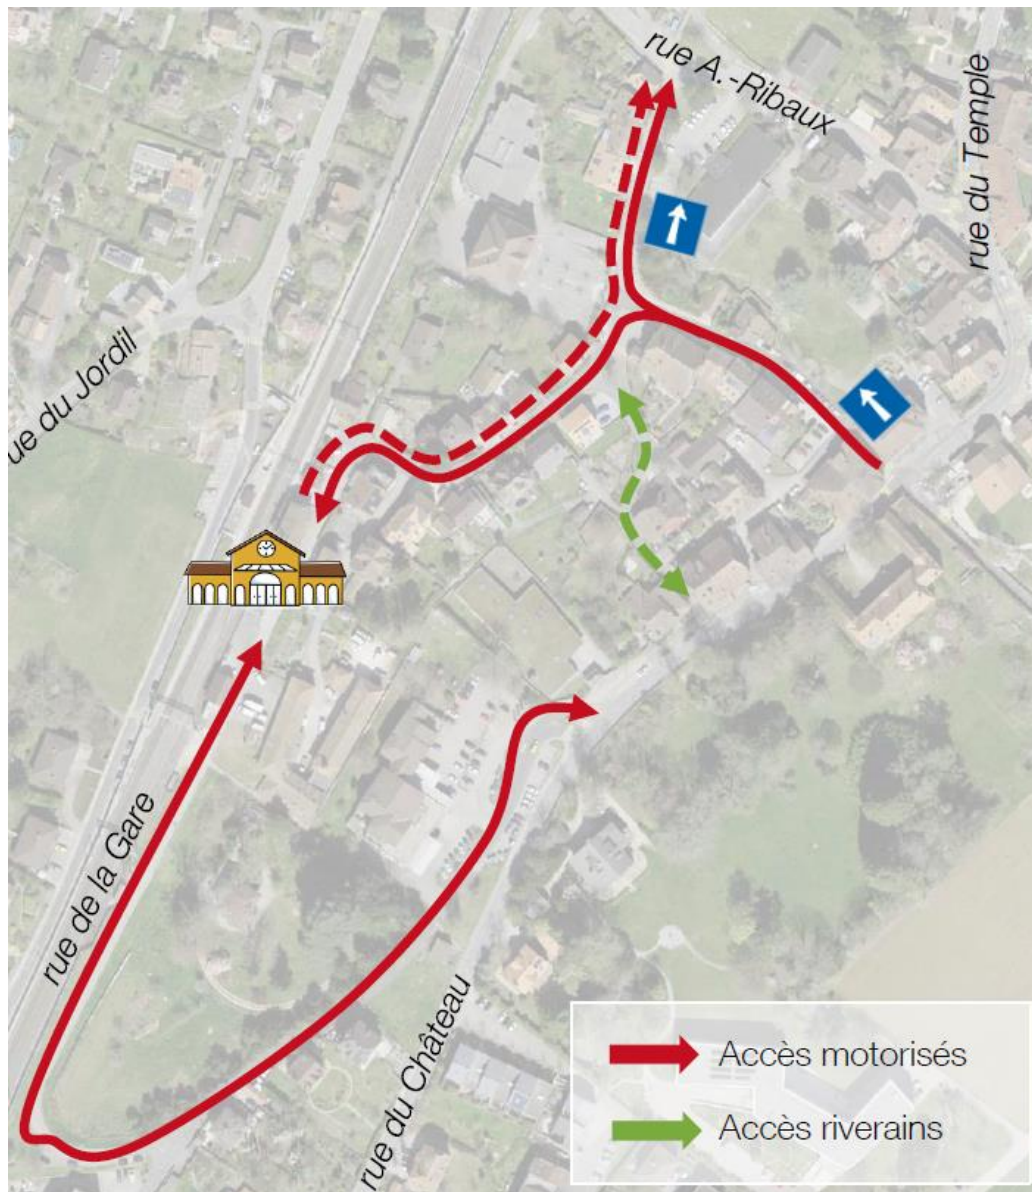 rue A.-Ribaux
rue du Temple
ue du Jordil
rue de la Gare
rue du Château
Accès motorisés
Accès riverains